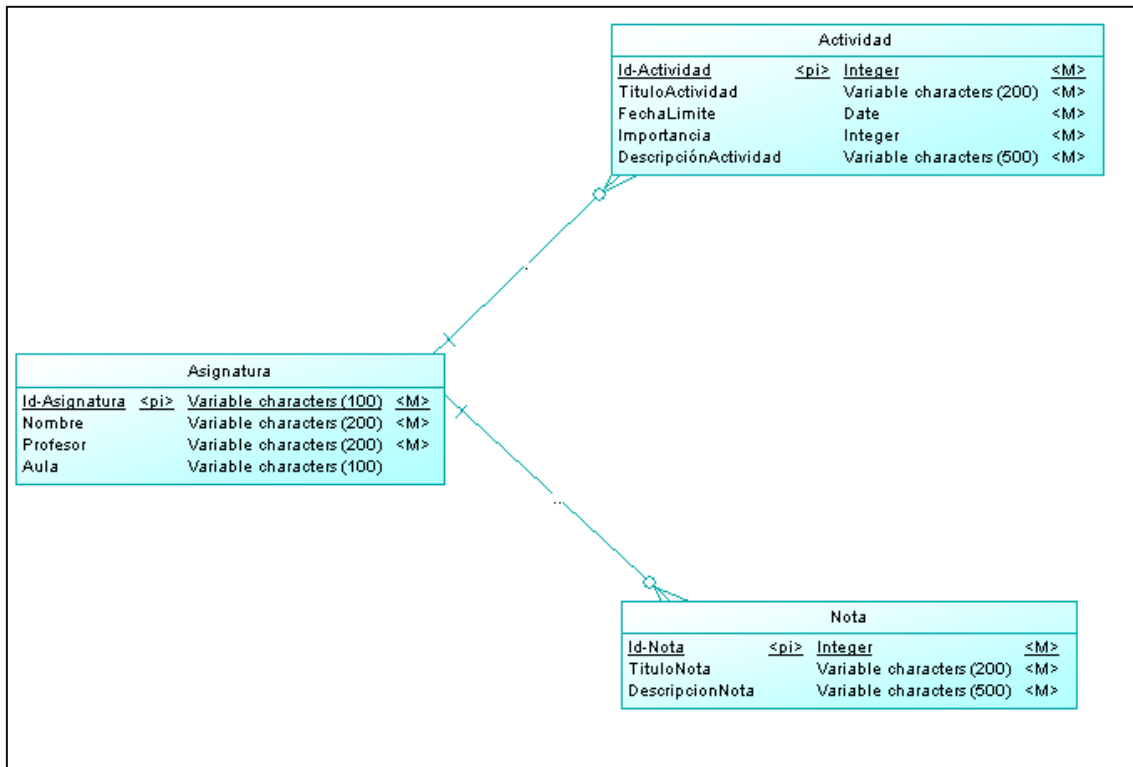 Actividad
Id-Actividad <pi> Integer <M>
TituloActividad Variable characters (200) <M>
FechaLimite Date <M>
Importancia Integer <M>
DescripciónActividad Variable characters (500) <M>
Asignatura
Id-Asignatura <pi> Variable characters (100) <M>
Nombre Variable characters (200) <M>
Profesor Variable characters (200) <M>
Aula Variable characters (100)
Nota
Id-Nota <pi> Integer <M>
TituloNota Variable characters (200) <M>
DescripcionNota Variable characters (500) <M>